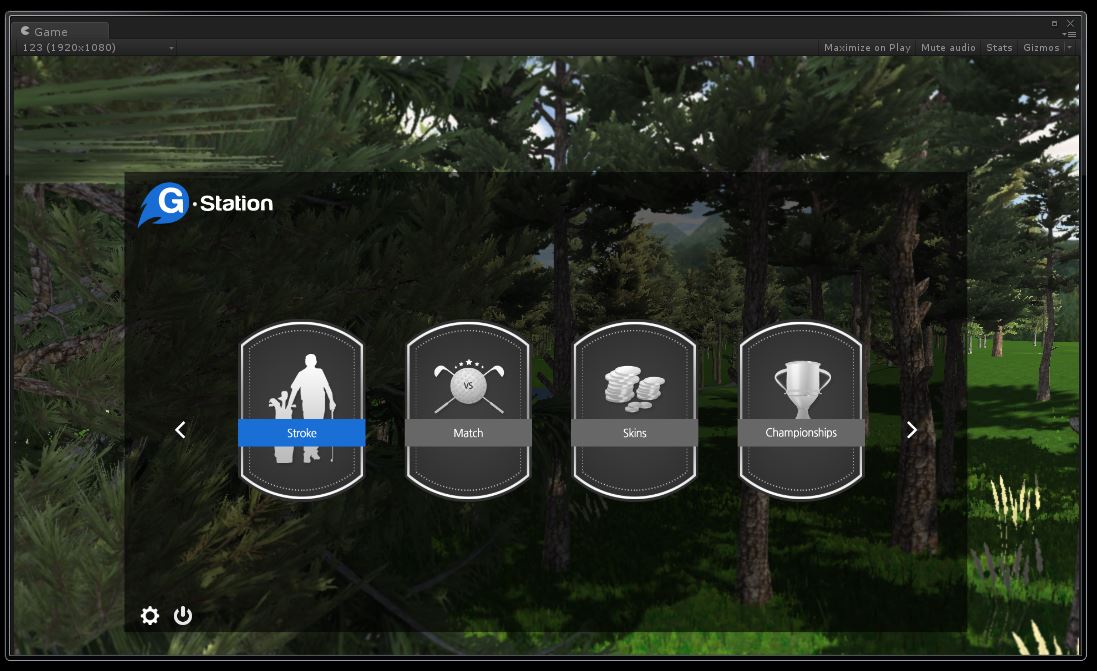 Game
123 (1920x1080)
Maximize on Play Mute audio Stats Gizmos
G·Station
VS
Stroke
Match
Skins
Championships